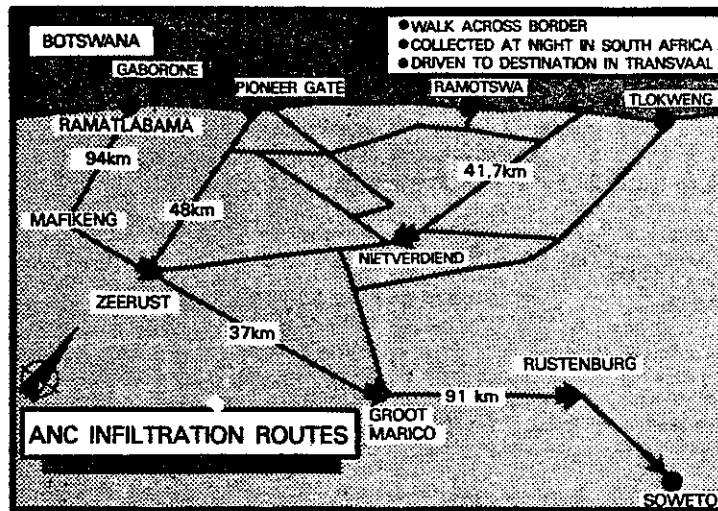 BOTSWANA
● WALK ACROSS BORDER
● COLLECTED AT NIGHT IN SOUTH AFRICA
● DRIVEN TO DESTINATION IN TRANSVAAL
GABORONE
PIONEER GATE
RAMOTSWA
TLOKWENG
RAMATLABAMA
94km
41,7km
48km
MAFIKENG
NIETVERDIEND
ZEERUST
37km
RUSTENBURG
91 km
GROOT
MARICO
ANC INFILTRATION ROUTES
SOWETO